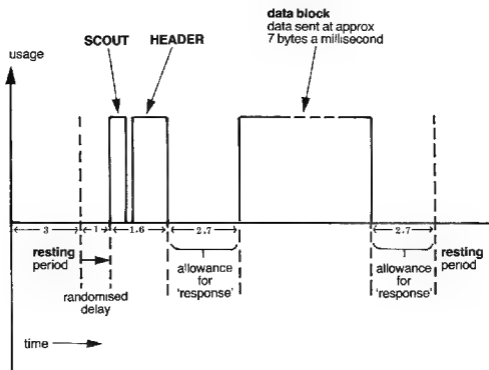 data block
data sent at approx
7 bytes a millisecond
SCOUT HEADER
usage
3 1 1.6 2.7 2.7
resting
period
randomised
delay
allowance
for
'response'
allowance
for
'response'
resting
period
time